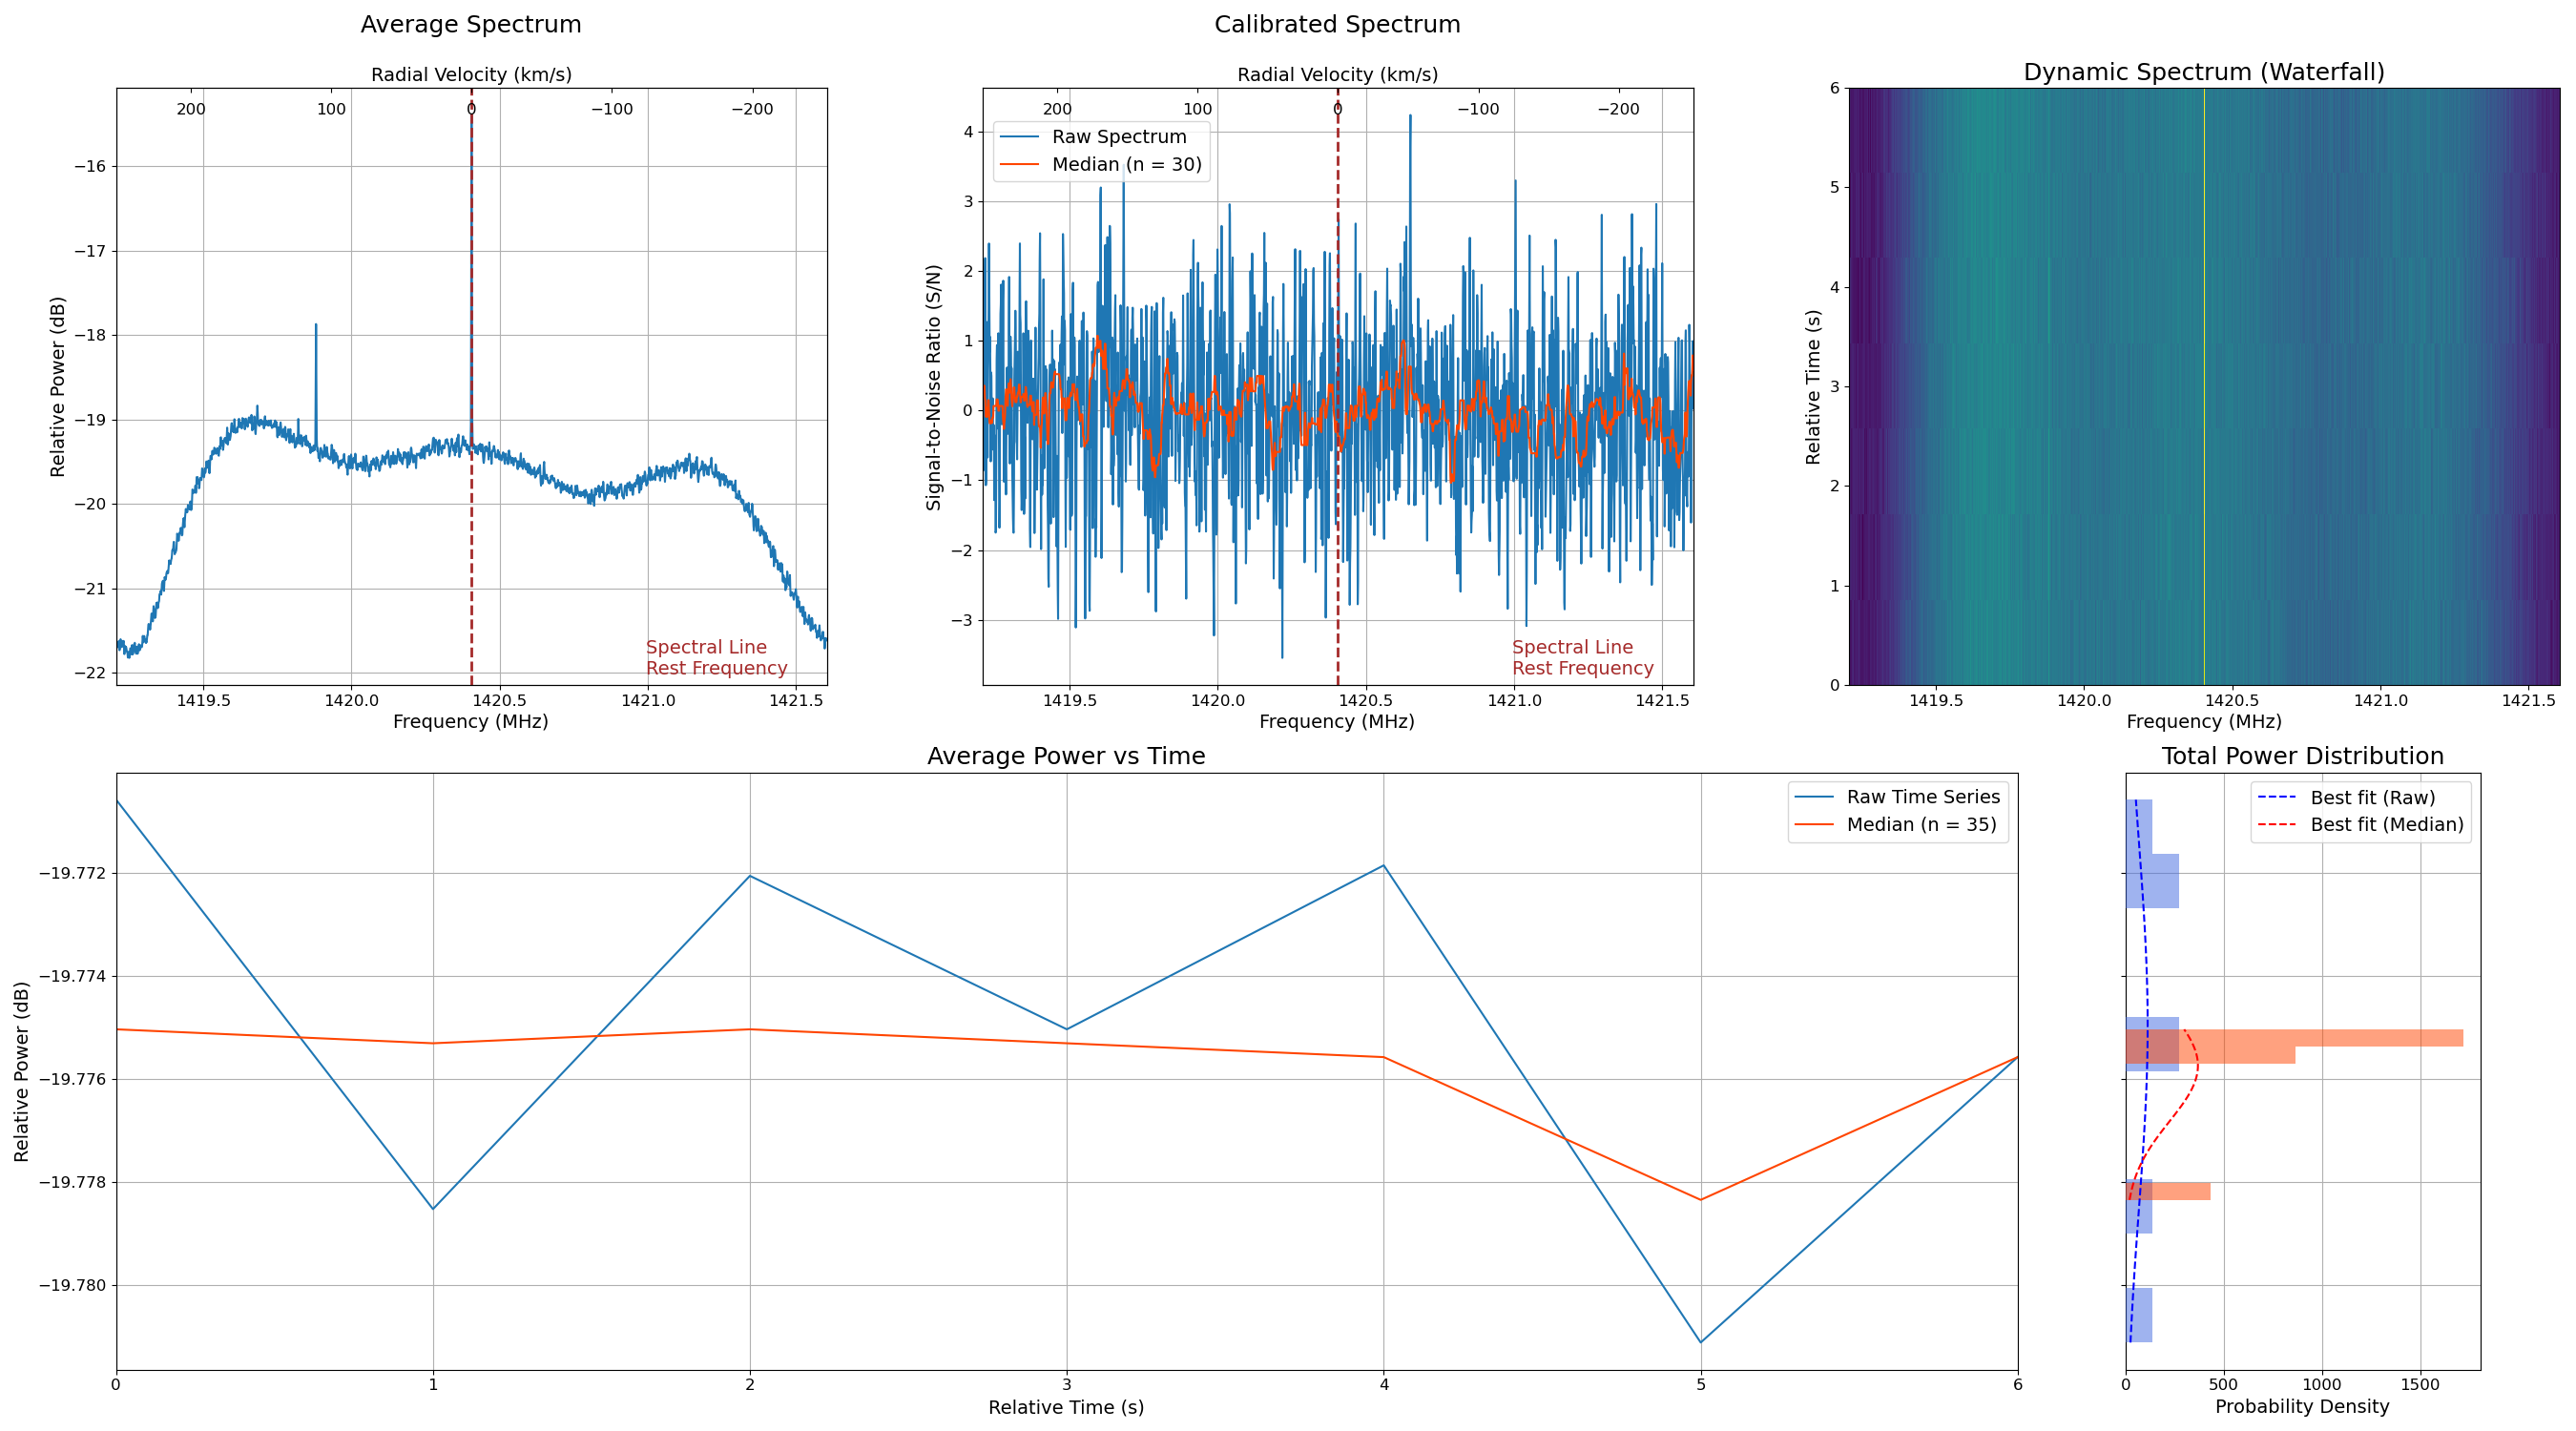 Average Spectrum
Radial Velocity (km/s)
200 100 0 −100 −200
−16
−17
−18
−19
−20
−21
−22
Relative Power (dB)
Spectral Line
Rest Frequency
1419.5 1420.0 1420.5 1421.0 1421.5
Frequency (MHz)
Calibrated Spectrum
Radial Velocity (km/s)
200 100 0 −100 −200
Raw Spectrum
Median (n = 30)
4
3
2
1
0
−1
−2
−3
Signal-to-Noise Ratio (S/N)
Spectral Line
Rest Frequency
1419.5 1420.0 1420.5 1421.0 1421.5
Frequency (MHz)
Dynamic Spectrum (Waterfall)
6
5
4
3
2
1
0
Relative Time (s)
1419.5 1420.0 1420.5 1421.0 1421.5
Frequency (MHz)
Average Power vs Time
Raw Time Series
Median (n = 35)
−19.772
−19.774
−19.776
−19.778
−19.780
Relative Power (dB)
0 1 2 3 4 5 6
Relative Time (s)
Total Power Distribution
Best fit (Raw)
Best fit (Median)
0 500 1000 1500
Probability Density